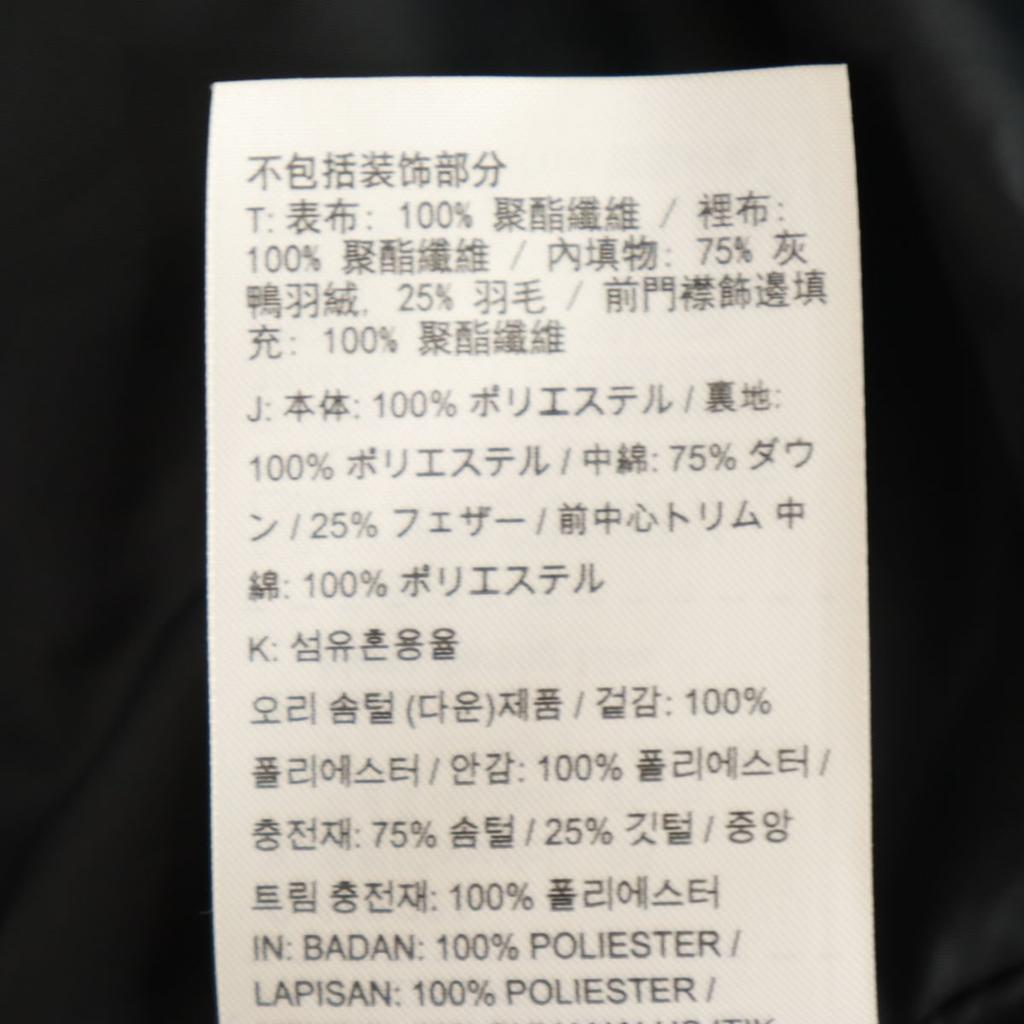 不包括装饰部分
T: 表布: 100% 聚酯纖維 / 裡布:
100% 聚酯纖維 / 內填物: 75% 灰
鴨羽絨, 25% 羽毛 / 前門襟飾邊填
充: 100% 聚酯纖維
J: 本体: 100% ポリエステル / 裏地:
100% ポリエステル / 中綿: 75% ダウ
ン / 25% フェザー / 前中心トリム 中
綿: 100% ポリエステル
K: 섬유혼용율
오리 솜털 (다운)제품 / 겉감: 100%
폴리에스터 / 안감: 100% 폴리에스터 /
충전재: 75% 솜털 / 25% 깃털 / 중앙
트림 충전재: 100% 폴리에스터
IN: BADAN: 100% POLIESTER /
LAPISAN: 100% POLIESTER /